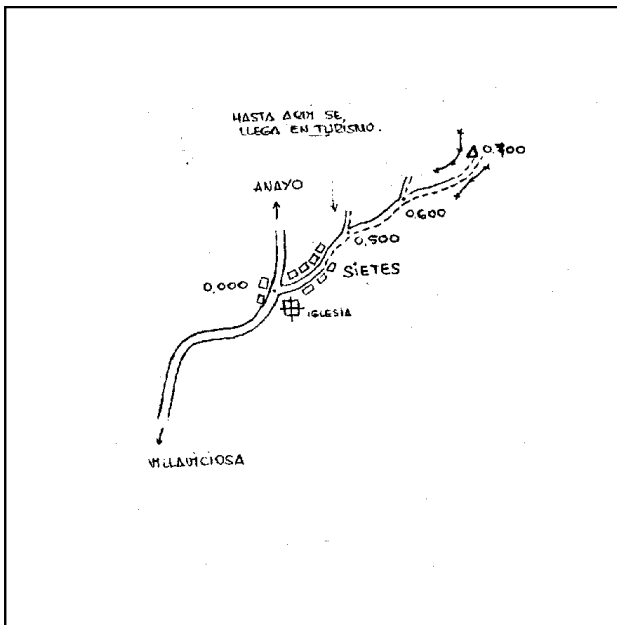 HASTA AQUI SE,
LLEGA EN TURISMO.
0.700
ANAYO
0,600
0.500
SIETES
0,000
IGLESIA
VILLAVICIOSA